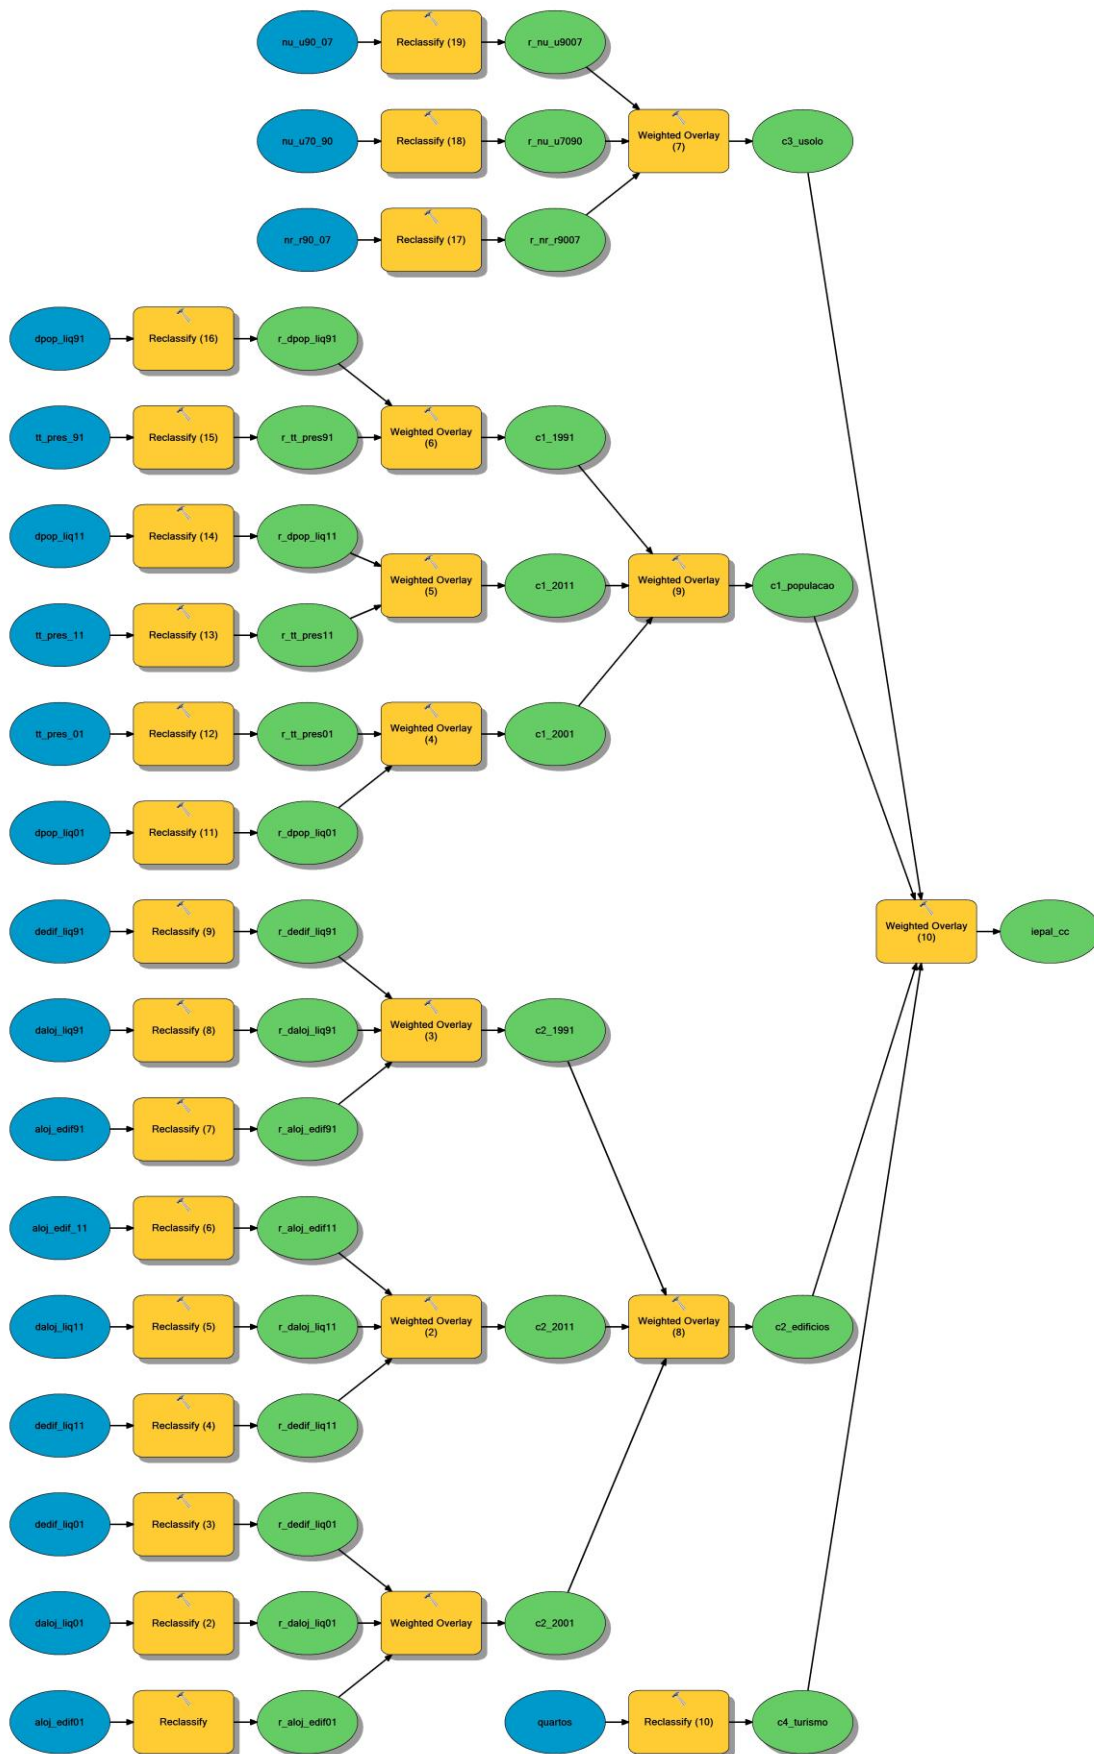 nu_u90_07
Reclassify (19)
r_nu_u9007
nu_u70_90
Reclassify (18)
r_nu_u7090
Weighted Overlay
(7)
c3_usolo
nr_r90_07
Reclassify (17)
r_nr_r9007
dpop_liq91
Reclassify (16)
r_dpop_liq91
tt_pres_91
Reclassify (15)
r_tt_pres91
Weighted Overlay
(6)
c1_1991
dpop_liq11
Reclassify (14)
r_dpop_liq11
Weighted Overlay
(5)
c1_2011
Weighted Overlay
(9)
c1_populacao
tt_pres_11
Reclassify (13)
r_tt_pres11
tt_pres_01
Reclassify (12)
r_tt_pres01
Weighted Overlay
(4)
c1_2001
dpop_liq01
Reclassify (11)
r_dpop_liq01
dedif_liq91
Reclassify (9)
r_dedif_liq91
Weighted Overlay
(10)
iepal_cc
daloj_liq91
Reclassify (8)
r_daloj_liq91
Weighted Overlay
(3)
c2_1991
aloj_edif91
Reclassify (7)
r_aloj_edif91
aloj_edif_11
Reclassify (6)
r_aloj_edif11
daloj_liq11
Reclassify (5)
r_daloj_liq11
Weighted Overlay
(2)
c2_2011
Weighted Overlay
(8)
c2_edificios
dedif_liq11
Reclassify (4)
r_dedif_liq11
dedif_liq01
Reclassify (3)
r_dedif_liq01
daloj_liq01
Reclassify (2)
r_daloj_liq01
Weighted Overlay
c2_2001
aloj_edif01
Reclassify
r_aloj_edif01
quartos
Reclassify (10)
c4_turismo